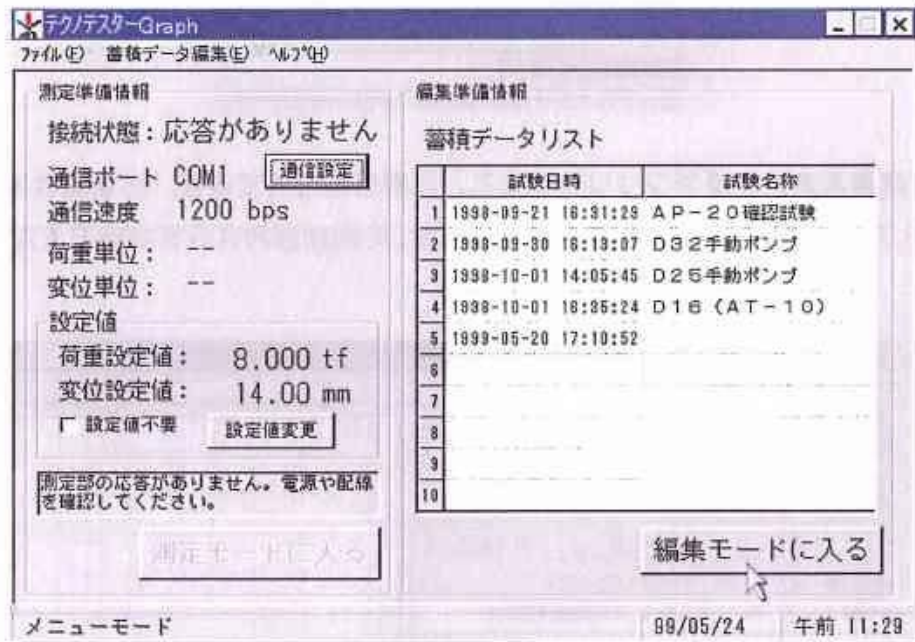 テクノテスターGraph
ファイル(F) 蓄積データ編集(E) ヘルプ(H)
測定準備情報
接続状態：応答がありません
通信ポート COM1 通信設定
通信速度 1200 bps
荷重単位： --
変位単位： --
設定値
荷重設定値： 8.000 tf
変位設定値： 14.00 mm
設定値不要 設定値変更
測定部の応答がありません。電源や配線
を確認してください。
測定モードに入る
編集準備情報
蓄積データリスト
試験日時 試験名称
1 1998-09-21 16:31:29 AP-20確認試験
2 1998-09-30 16:13:07 D32手動ポンプ
3 1998-10-01 14:05:45 D25手動ポンプ
4 1998-10-01 16:35:24 D16(AT-10)
5 1999-05-20 17:10:52
6
7
8
9
10
編集モードに入る
メニューモード 99/05/24 午前 11:29